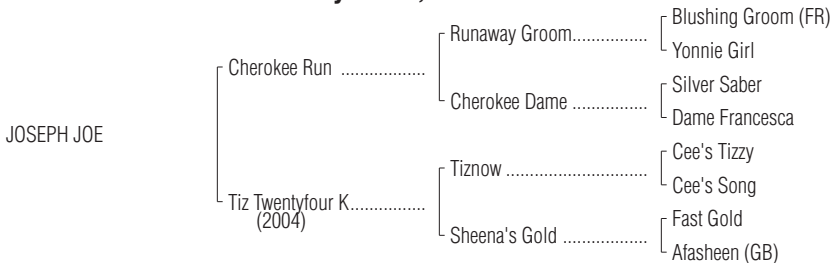 Blushing Groom (FR)
Runaway Groom................
Yonnie Girl
Cherokee Run ..................
Silver Saber
Cherokee Dame ................
Dame Francesca
JOSEPH JOE
Cee's Tizzy
Tiznow ..............................
Cee's Song
Tiz Twentyfour K................
(2004)
Fast Gold
Sheena's Gold ..................
Afasheen (GB)